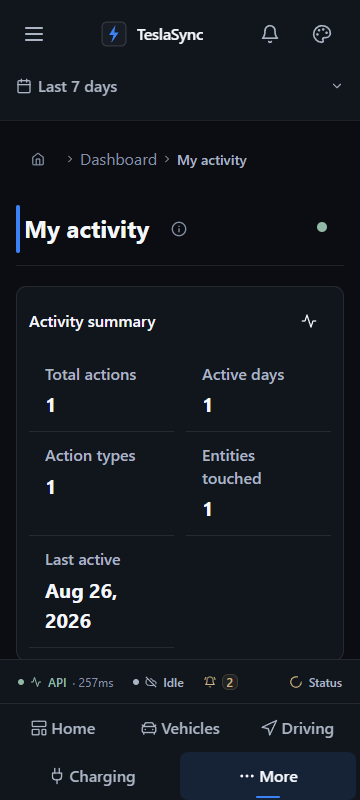 TeslaSync
Last 7 days
Dashboard > My activity
My activity
Activity summary
Total actions
1
Active days
1
Action types
1
Entities
touched
1
Last active
Aug 26,
2026
API · 257ms
Idle
2
Status
Home
Vehicles
Driving
Charging
More